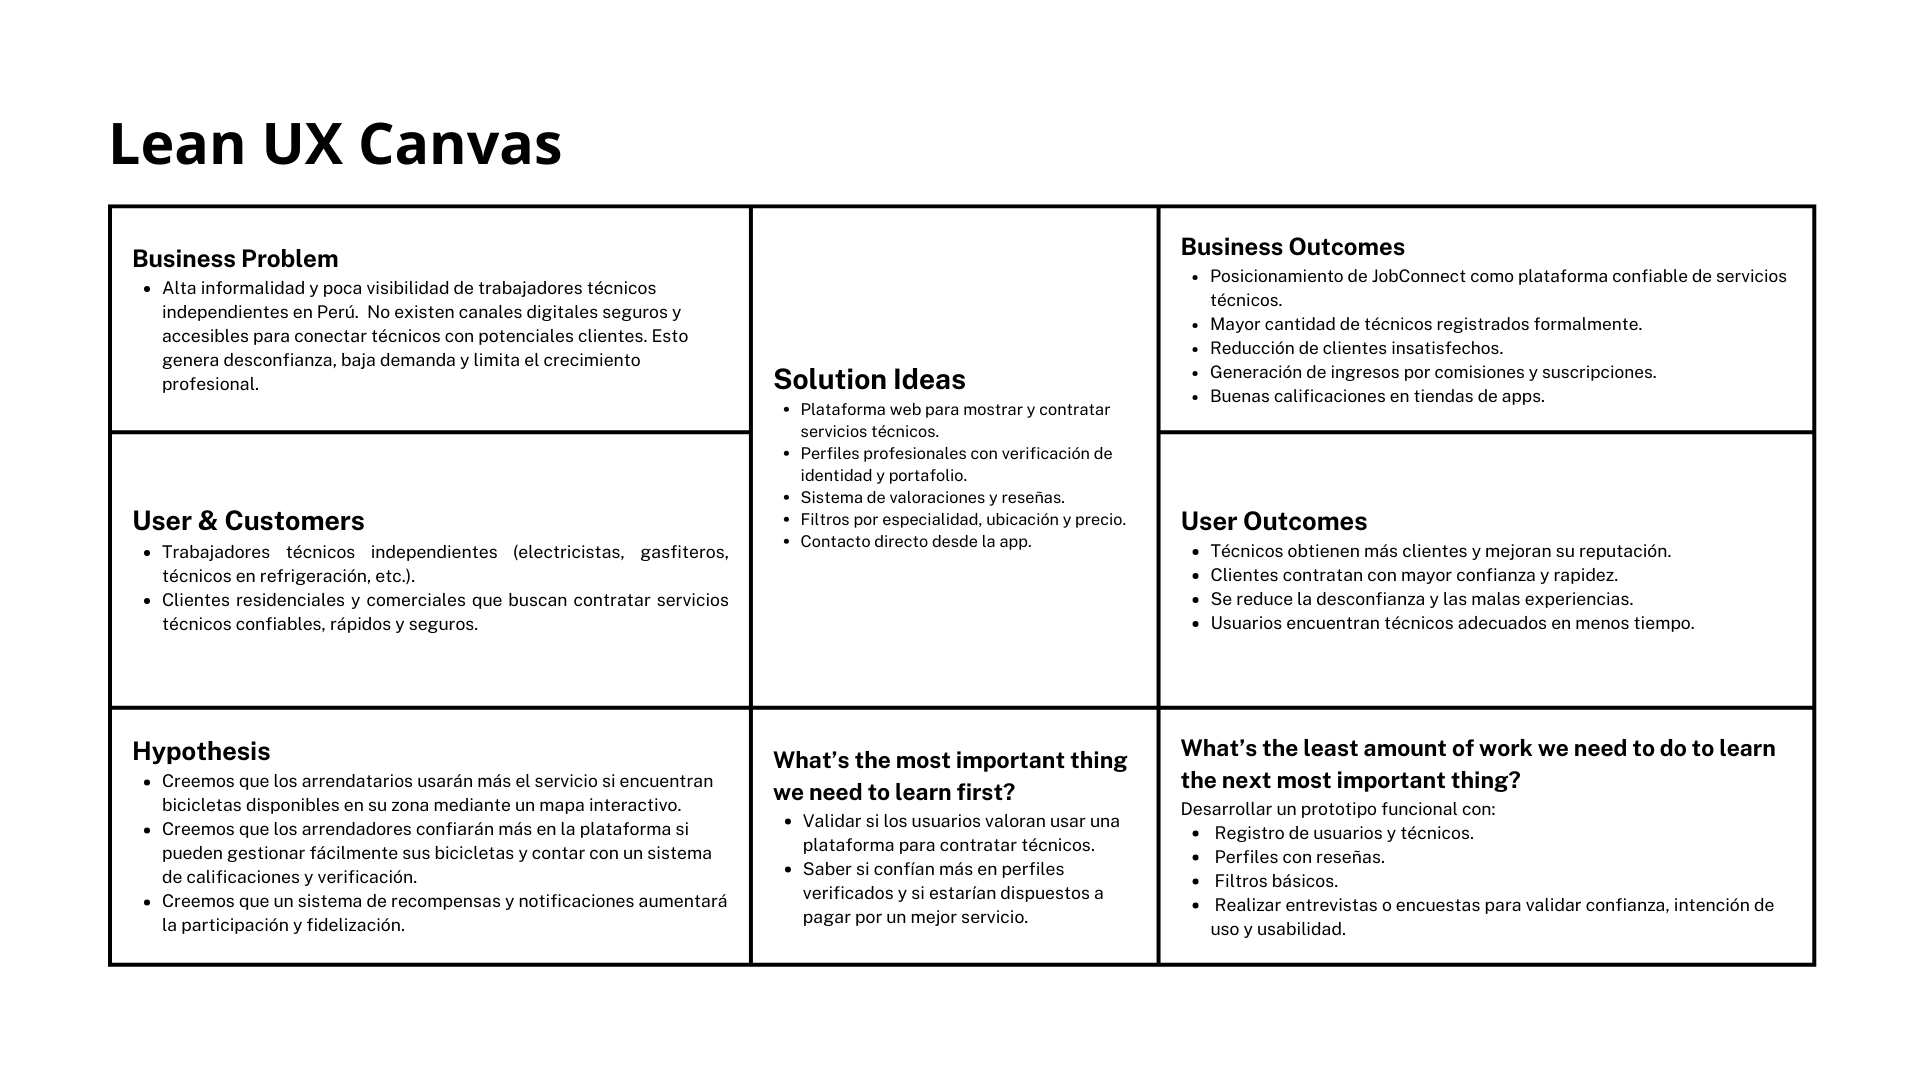 Lean UX Canvas
Business Problem
• Alta informalidad y poca visibilidad de trabajadores técnicos
independientes en Perú.  No existen canales digitales seguros y
accesibles para conectar técnicos con potenciales clientes. Esto
genera desconfianza, baja demanda y limita el crecimiento
profesional.
User & Customers
• Trabajadores técnicos independientes (electricistas, gasfiteros,
técnicos en refrigeración, etc.).
• Clientes residenciales y comerciales que buscan contratar servicios
técnicos confiables, rápidos y seguros.
Solution Ideas
• Plataforma web para mostrar y contratar
servicios técnicos.
• Perfiles profesionales con verificación de
identidad y portafolio.
• Sistema de valoraciones y reseñas.
• Filtros por especialidad, ubicación y precio.
• Contacto directo desde la app.
Business Outcomes
• Posicionamiento de JobConnect como plataforma confiable de servicios
técnicos.
• Mayor cantidad de técnicos registrados formalmente.
• Reducción de clientes insatisfechos.
• Generación de ingresos por comisiones y suscripciones.
• Buenas calificaciones en tiendas de apps.
User Outcomes
• Técnicos obtienen más clientes y mejoran su reputación.
• Clientes contratan con mayor confianza y rapidez.
• Se reduce la desconfianza y las malas experiencias.
• Usuarios encuentran técnicos adecuados en menos tiempo.
Hypothesis
• Creemos que los arrendatarios usarán más el servicio si encuentran
bicicletas disponibles en su zona mediante un mapa interactivo.
• Creemos que los arrendadores confiarán más en la plataforma si
pueden gestionar fácilmente sus bicicletas y contar con un sistema
de calificaciones y verificación.
• Creemos que un sistema de recompensas y notificaciones aumentará
la participación y fidelización.
What’s the most important thing
we need to learn first?
• Validar si los usuarios valoran usar una
plataforma para contratar técnicos.
• Saber si confían más en perfiles
verificados y si estarían dispuestos a
pagar por un mejor servicio.
What’s the least amount of work we need to do to learn
the next most important thing?
Desarrollar un prototipo funcional con:
• Registro de usuarios y técnicos.
• Perfiles con reseñas.
• Filtros básicos.
• Realizar entrevistas o encuestas para validar confianza, intención de
uso y usabilidad.